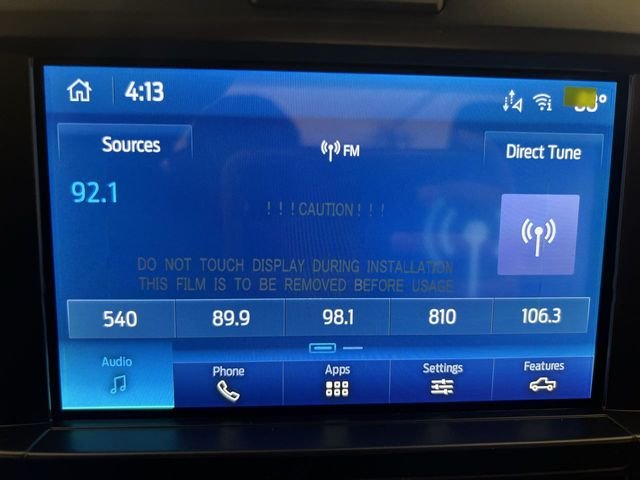 4:13
Sources
FM
Direct Tune
92.1
! ! ! CAUTION ! ! !
DO NOT TOUCH DISPLAY DURING INSTALLATION
THIS FILM IS TO BE REMOVED BEFORE USAGE
540 89.9 98.1 810 106.3
Audio Phone Apps Settings Features